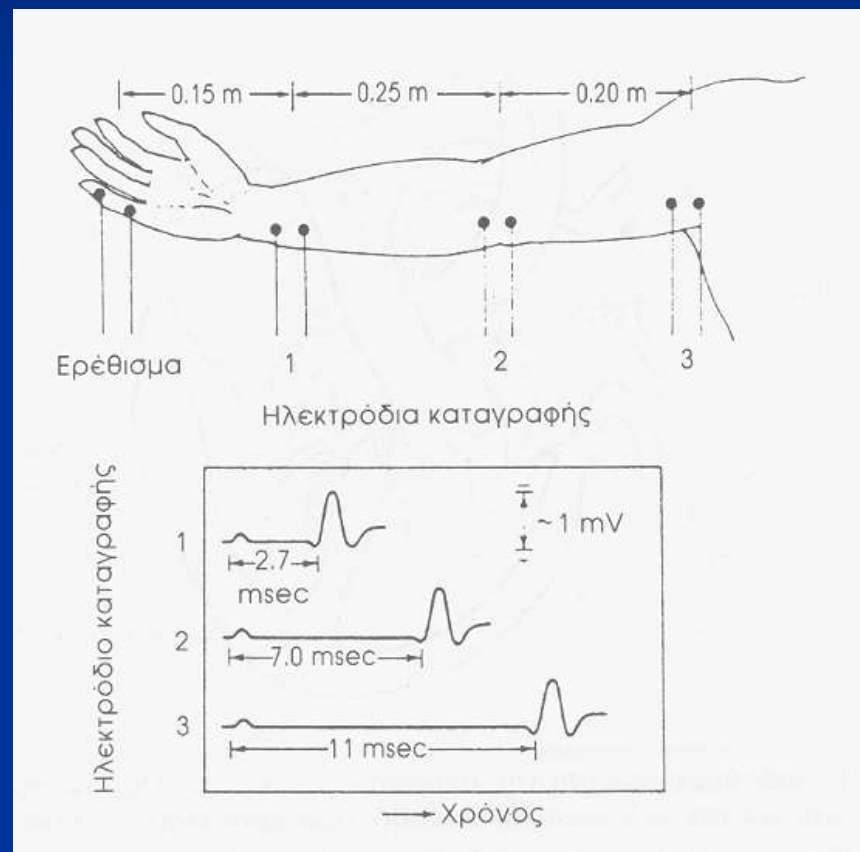 0.15 m 0.25 m 0.20 m
Ερέθισμα 1 2 3
Ηλεκτρόδια καταγραφής
Ηλεκτρόδιο καταγραφής
1
2.7
msec
~1 mV
2
7.0 msec
3
11 msec
Χρόνος